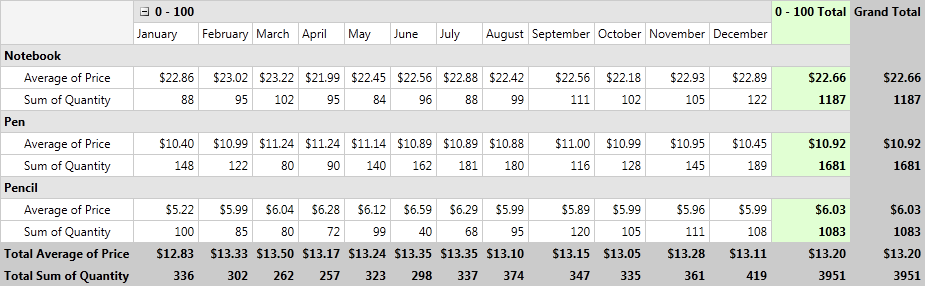 0 - 100 0 - 100 Total Grand Total
January February March April May June July August September October November December
Notebook
Average of Price $22.86 $23.02 $23.22 $21.99 $22.45 $22.56 $22.88 $22.42 $22.56 $22.18 $22.93 $22.89 $22.66 $22.66
Sum of Quantity 88 95 102 95 84 96 88 99 111 102 105 122 1187 1187
Pen
Average of Price $10.40 $10.99 $11.24 $11.24 $11.14 $10.89 $10.89 $10.88 $11.00 $10.99 $10.95 $10.45 $10.92 $10.92
Sum of Quantity 148 122 80 90 140 162 181 180 116 128 145 189 1681 1681
Pencil
Average of Price $5.22 $5.99 $6.04 $6.28 $6.12 $6.59 $6.29 $5.99 $5.89 $5.99 $5.96 $5.99 $6.03 $6.03
Sum of Quantity 100 85 80 72 99 40 68 95 120 105 111 108 1083 1083
Total Average of Price $12.83 $13.33 $13.50 $13.17 $13.24 $13.35 $13.35 $13.10 $13.15 $13.05 $13.28 $13.11 $13.20 $13.20
Total Sum of Quantity 336 302 262 257 323 298 337 374 347 335 361 419 3951 3951